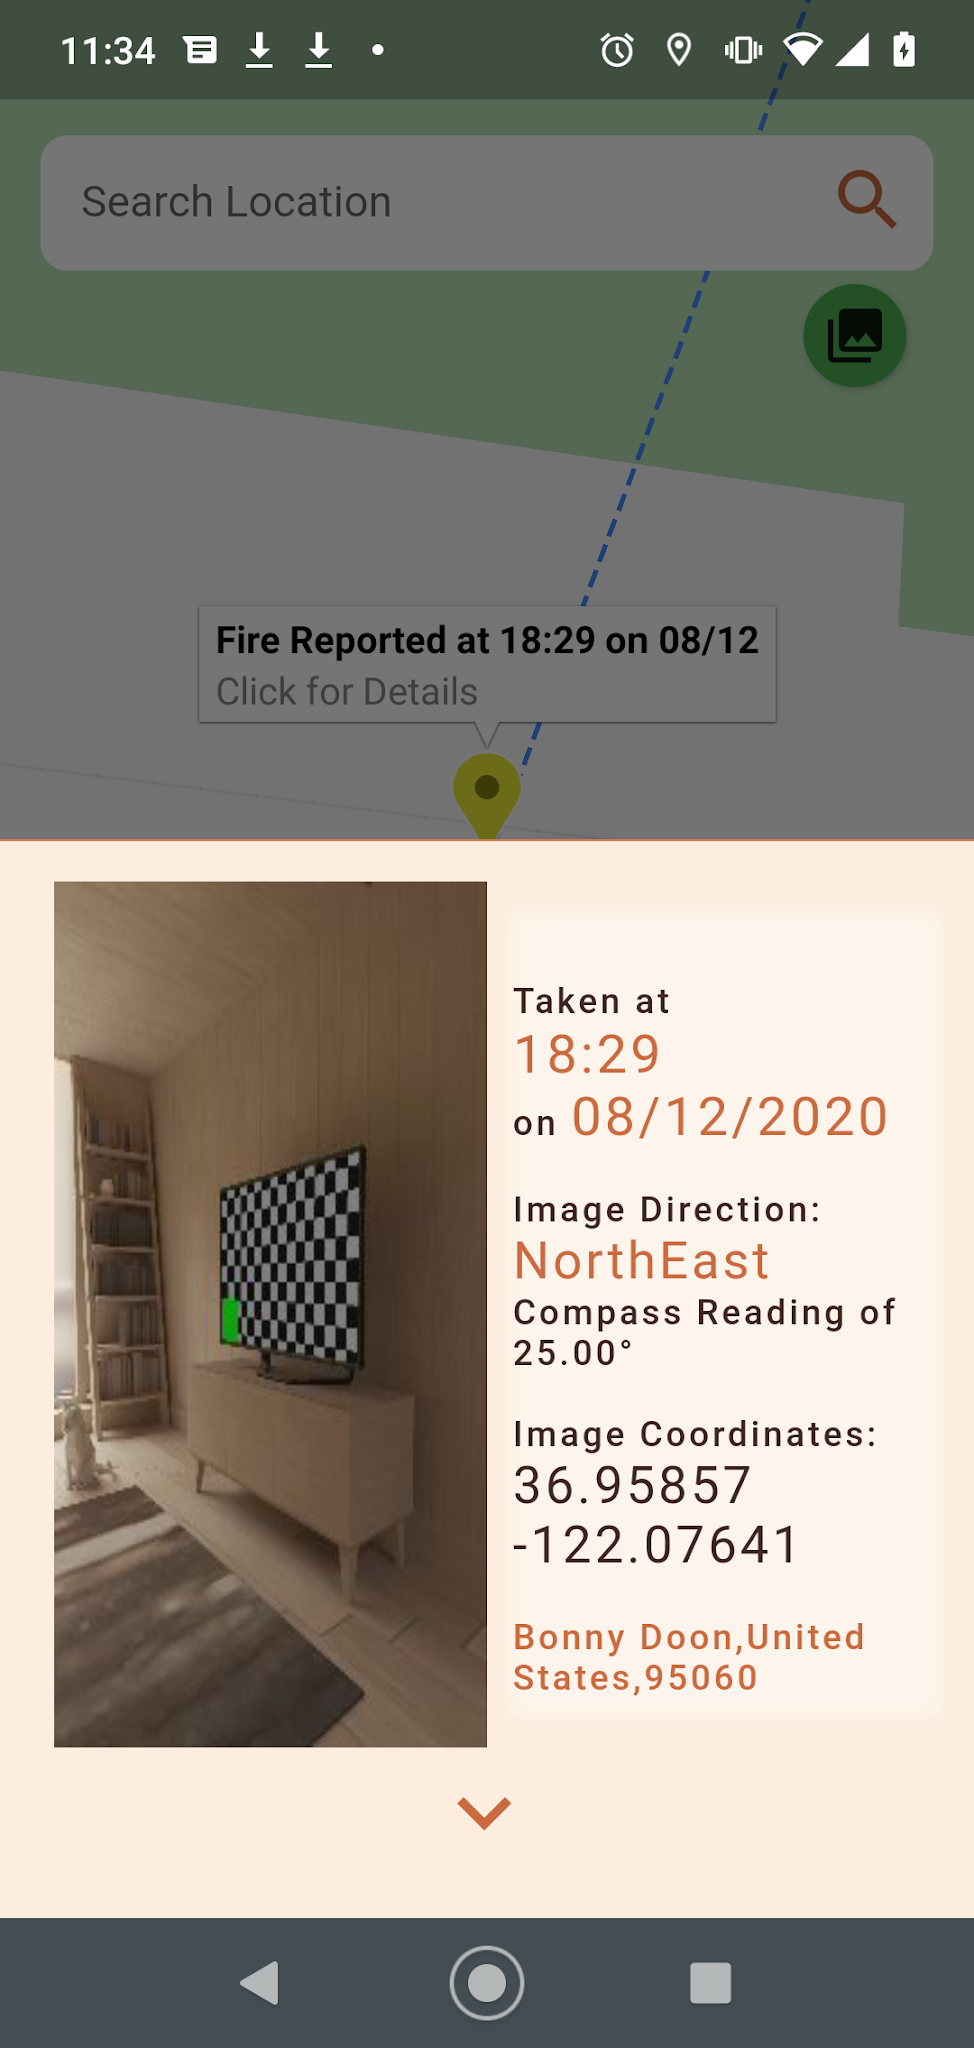 11:34
Search Location
Fire Reported at 18:29 on 08/12
Click for Details
Taken at
18:29
on 08/12/2020
Image Direction:
NorthEast
Compass Reading of
25.00°
Image Coordinates:
36.95857
-122.07641
Bonny Doon,United
States,95060